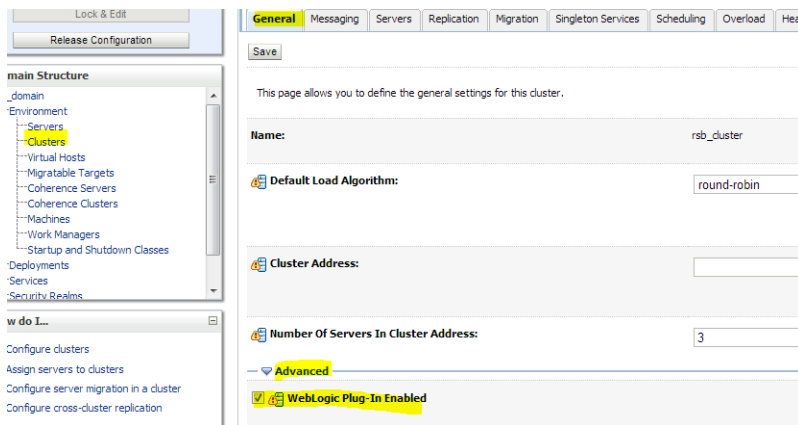 Lock & Edit
Release Configuration
main Structure
_domain
Environment
Servers
Clusters
Virtual Hosts
Migratable Targets
Coherence Servers
Coherence Clusters
Machines
Work Managers
Startup and Shutdown Classes
Deployments
Services
Security Realms
w do I...
Configure clusters
Assign servers to clusters
Configure server migration in a cluster
Configure cross-cluster replication
General Messaging Servers Replication Migration Singleton Services Scheduling Overload Hea
Save
This page allows you to define the general settings for this cluster.
Name: rsb_cluster
Default Load Algorithm: round-robin
Cluster Address:
Number Of Servers In Cluster Address: 3
Advanced
WebLogic Plug-In Enabled